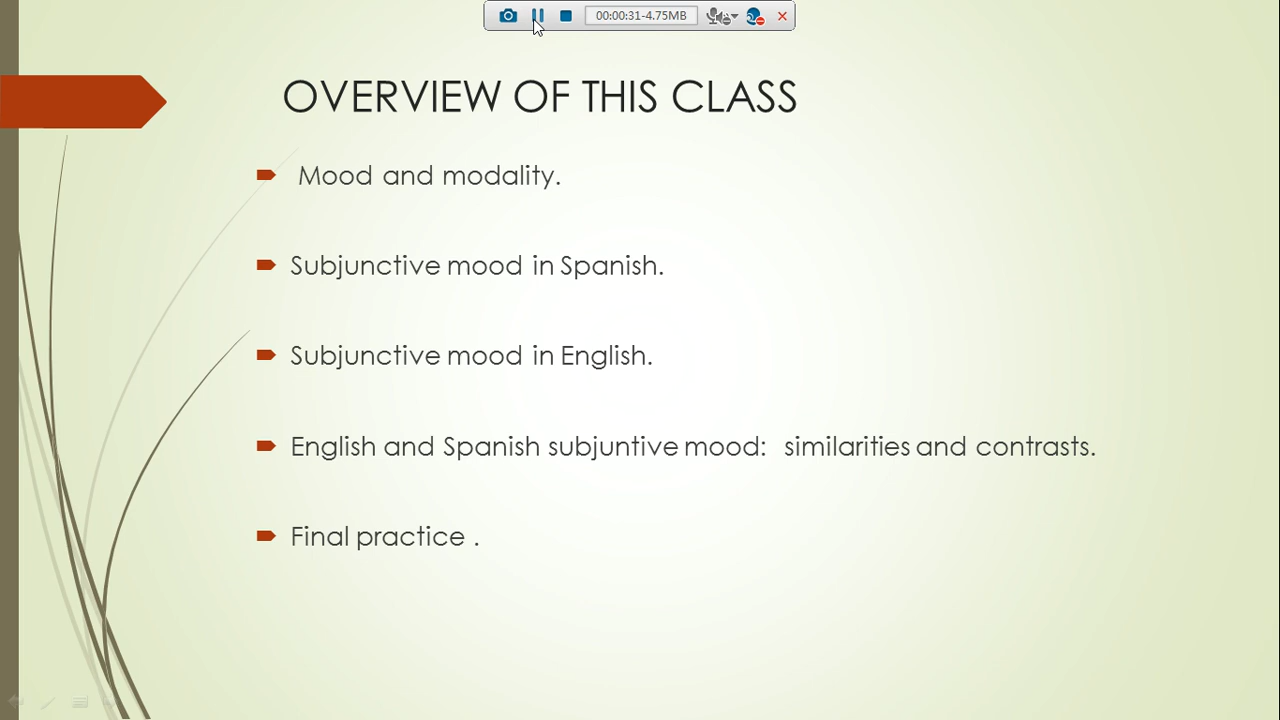 00:00:31-4.75MB
OVERVIEW OF THIS CLASS
Mood and modality.
Subjunctive mood in Spanish.
Subjunctive mood in English.
English and Spanish subjuntive mood: similarities and contrasts.
Final practice .